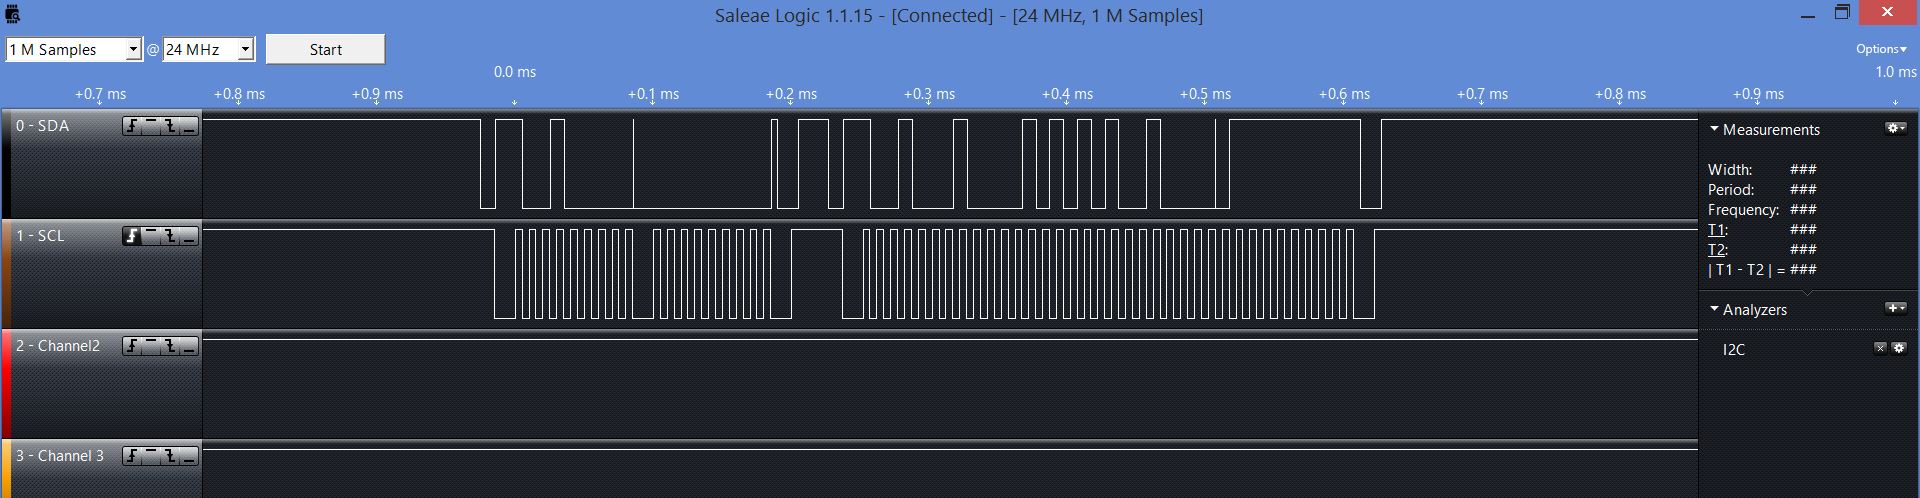 Saleae Logic 1.1.15 - [Connected] - [24 MHz, 1 M Samples]
1 M Samples @ 24 MHz Start
Options
0.0 ms 1.0 ms
+0.7 ms +0.8 ms +0.9 ms +0.1 ms +0.2 ms +0.3 ms +0.4 ms +0.5 ms +0.6 ms +0.7 ms +0.8 ms +0.9 ms
0 - SDA
1 - SCL
2 - Channel2
3 - Channel 3
Measurements
Width: ###
Period: ###
Frequency: ###
T1: ###
T2: ###
| T1 - T2 | = ###
Analyzers
I2C